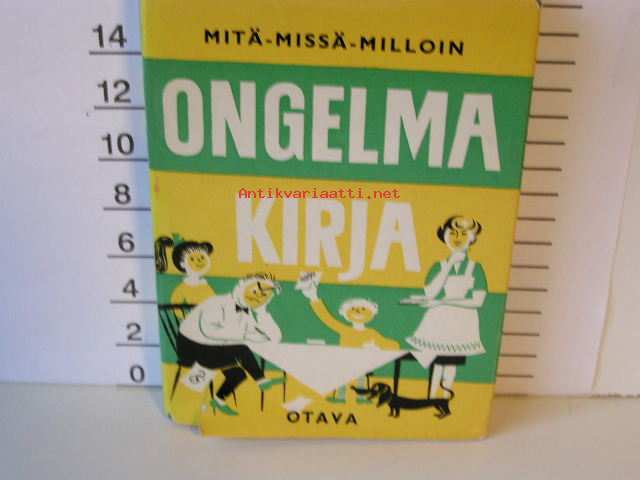 MITÄ-MISSÄ-MILLOIN
ONGELMA
Antikvariaatti.net
KIRJA
OTAVA
14
12
10
8
6
4
2
0